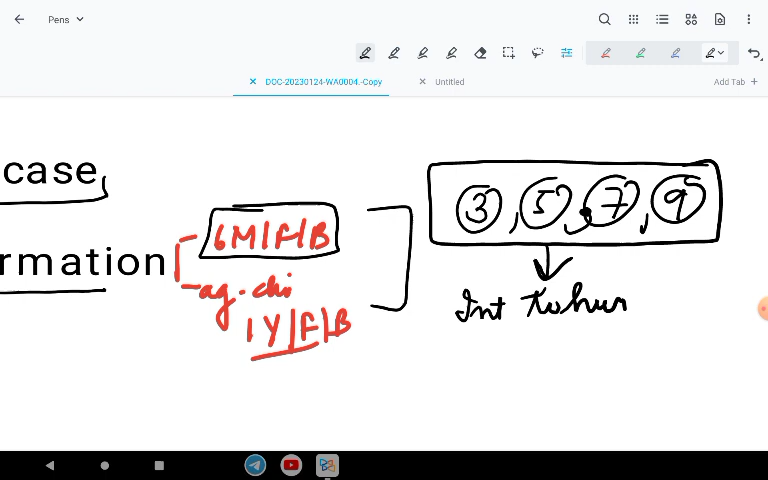 Pens
DOC-20230124-WA0004.-Copy
Untitled
Add Tab +
case,
rmation
6M|F|B
ag. chi
1Y|F|B
3, 5, 7, 9
Int